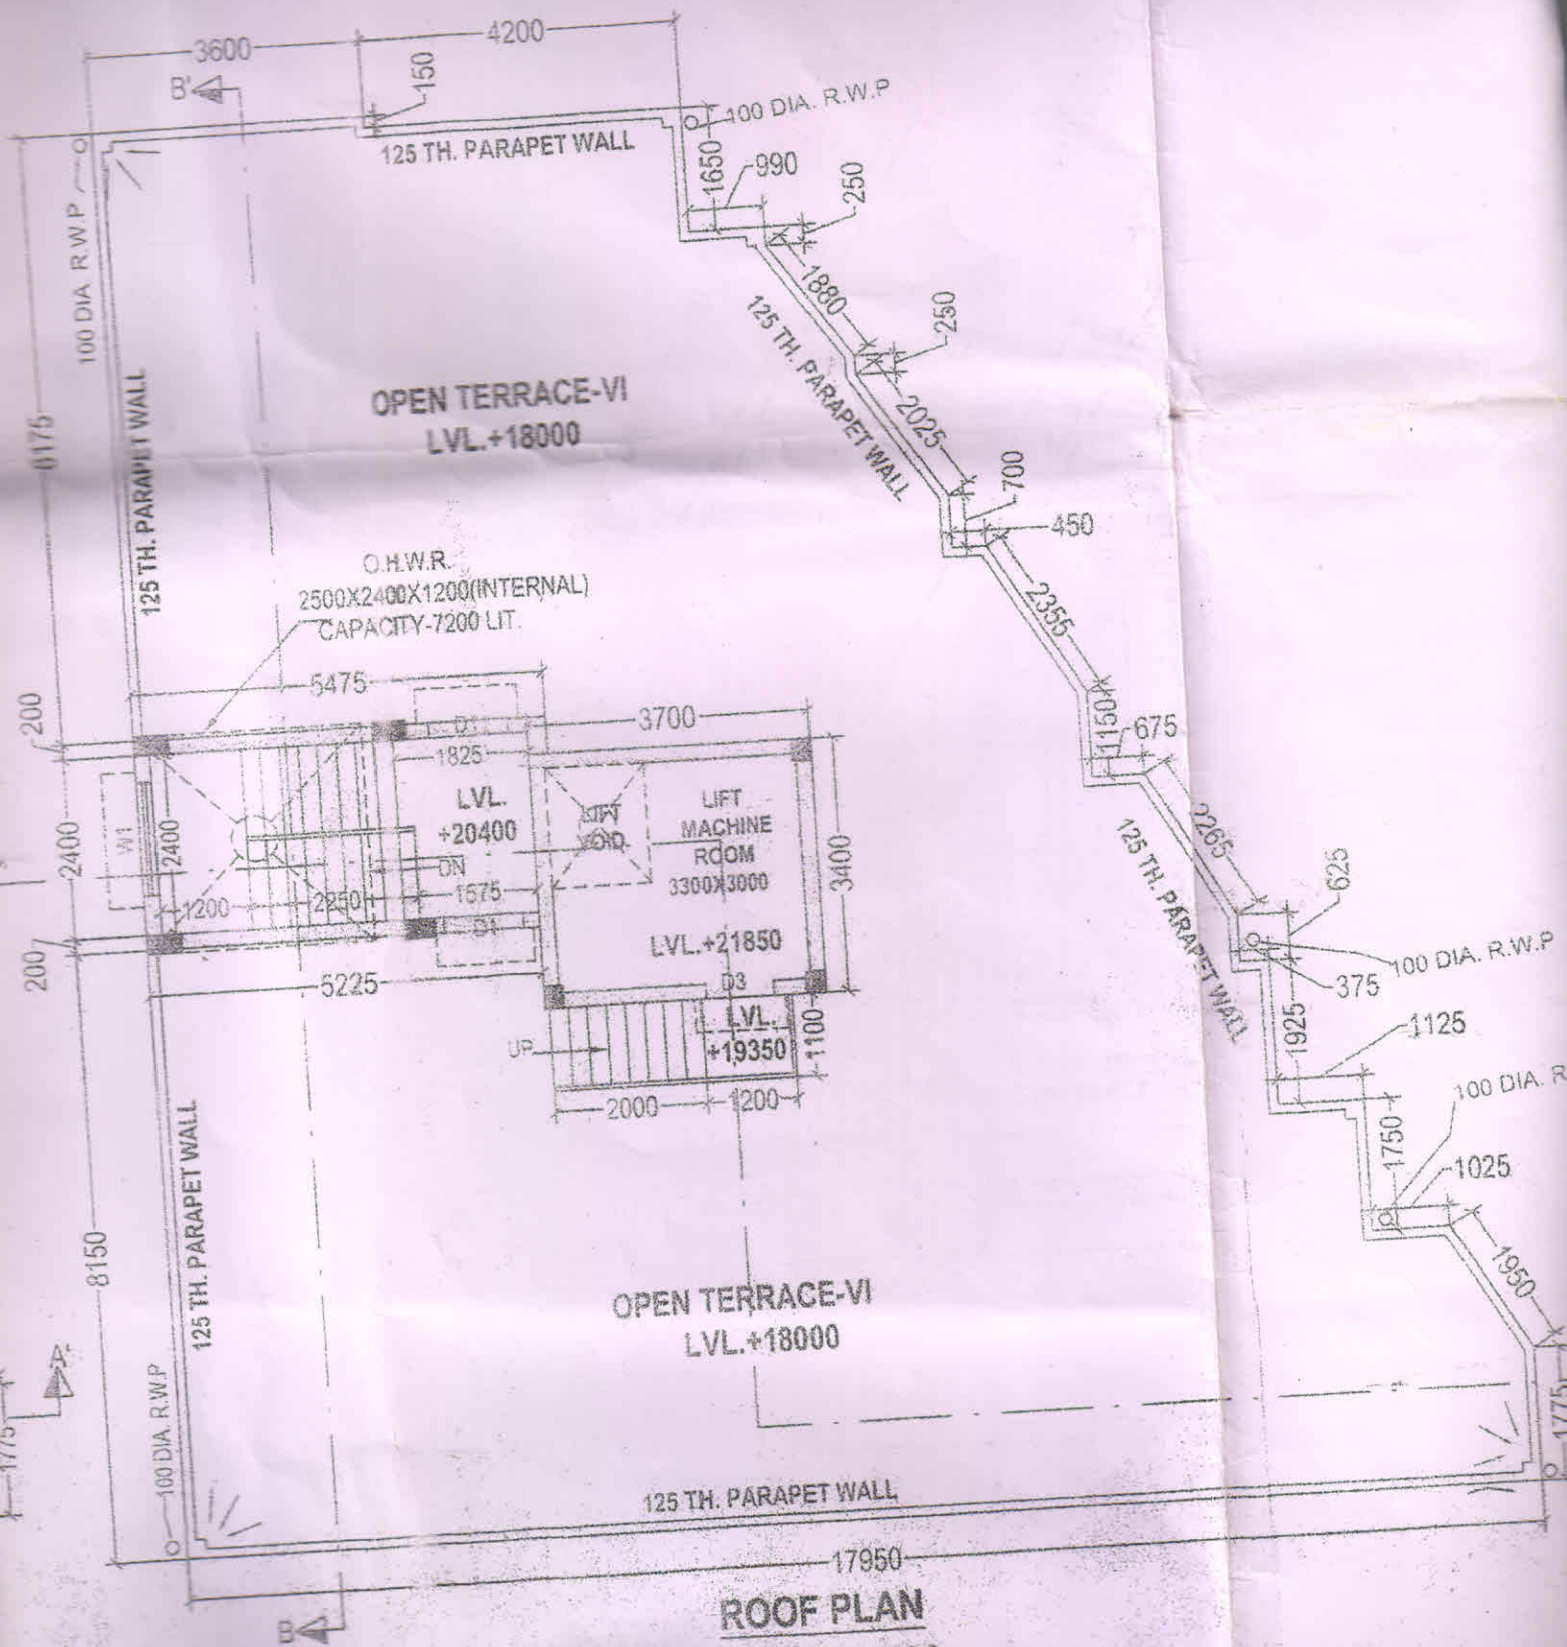 3600
4200
B'
150
100 DIA. R.W.P
125 TH. PARAPET WALL
1650
990
250
100 DIA R.W.P
1880
250
125 TH. PARAPET WALL
OPEN TERRACE-VI
LVL.+18000
2025
8175
125 TH. PARAPET WALL
700
450
O.H.W.R.
2500X2400X1200(INTERNAL)
CAPACITY-7200 LIT.
2355
5475
200
3700
D1
1825
1150
675
LVL.
+20400
LIFT
VOID
LIFT
MACHINE
ROOM
3300X3000
W1
2400
2400
DN
3400
2265
125 TH. PARAPET WALL
1200
2250
1575
625
D1
LVL.+21850
200
5225
D3
100 DIA. R.W.P
375
LVL.
+19350
1100
1925
1125
UP
2000
1200
100 DIA. R
1750
1025
125 TH. PARAPET WALL
8150
1950
OPEN TERRACE-VI
LVL.+18000
1775
100 DIA. R.W.P
1775
125 TH. PARAPET WALL
17950
ROOF PLAN
B